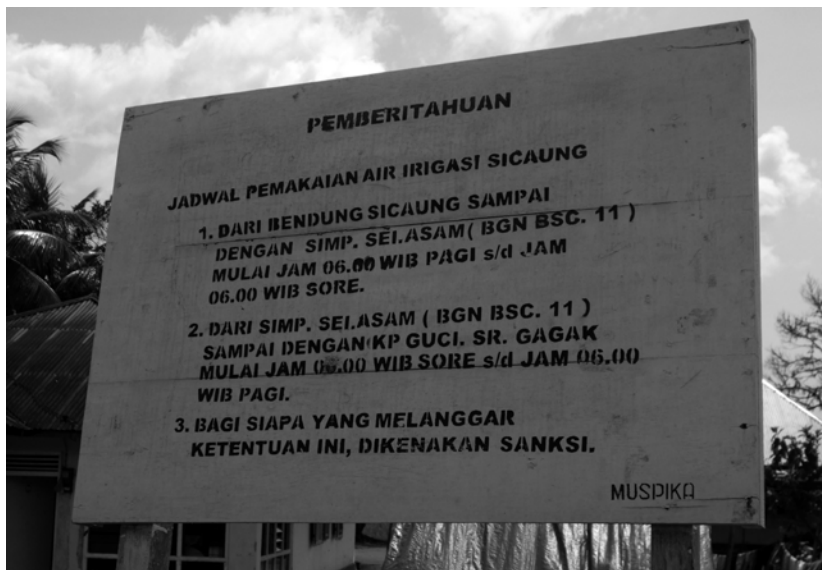 PEMBERITAHUAN
JADWAL PEMAKAIAN AIR IRIGASI SICAUNG
1. DARI BENDUNG SICAUNG SAMPAI
DENGAN SIMP. SEI.ASAM ( BGN BSC. 11 )
MULAI JAM 06.00 WIB PAGI s/d JAM
06.00 WIB SORE.
2. DARI SIMP. SEI.ASAM ( BGN BSC. 11 )
SAMPAI DENGAN KP GUCI. SR. GAGAK
MULAI JAM 06.00 WIB SORE s/d JAM 06.00
WIB PAGI.
3. BAGI SIAPA YANG MELANGGAR
KETENTUAN INI, DIKENAKAN SANKSI.
MUSPIKA